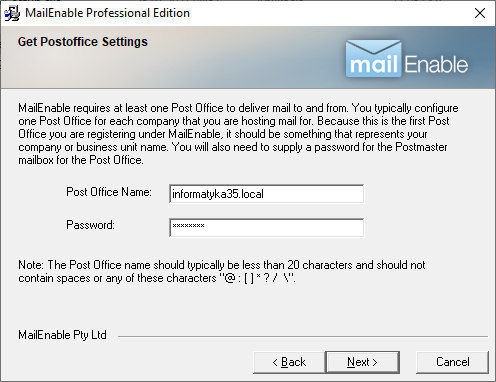 MailEnable Professional Edition
Get Postoffice Settings
mail Enable
MailEnable requires at least one Post Office to deliver mail to and from. You typically configure
one Post Office for each company that you are hosting mail for. Because this is the first Post
Office you are registering under MailEnable, it should be something that represents your
company or business unit name. You will also need to supply a password for the Postmaster
mailbox for the Post Office.
Post Office Name: informatyka35.local
Password: ××××××××
Note: The Post Office name should typically be less than 20 characters and should not
contain spaces or any of these characters "@ : [ ] * ? / \".
MailEnable Pty Ltd
< Back Next > Cancel